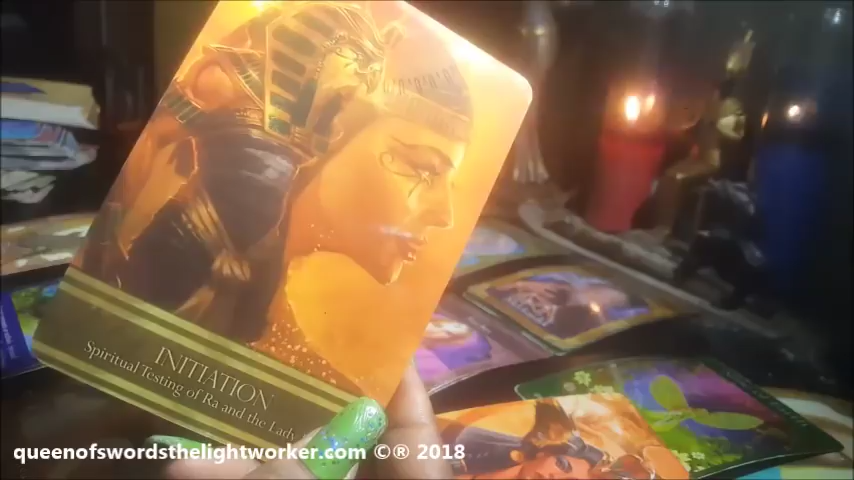 INITIATION
Spiritual Testing of Ra and the Lady
queenofswordsthelightworker.com ©® 2018